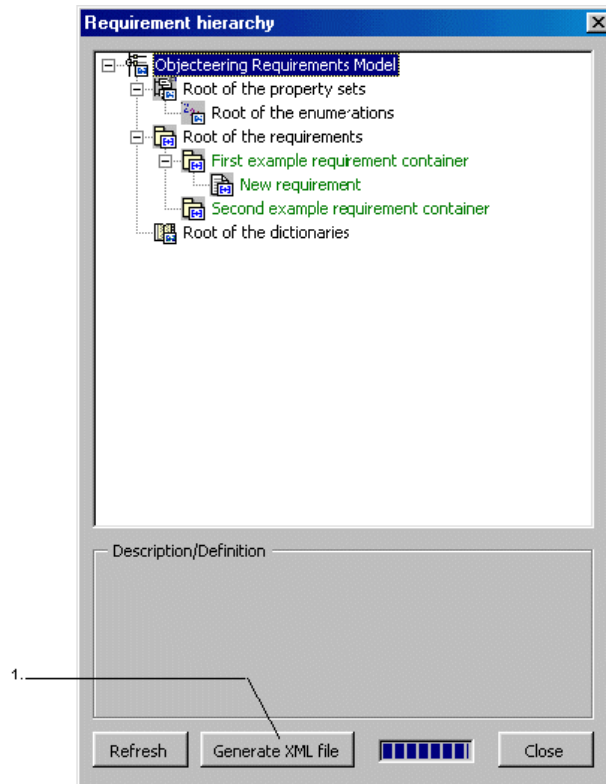 Requirement hierarchy
Objecteering Requirements Model
Root of the property sets
Root of the enumerations
Root of the requirements
First example requirement container
New requirement
Second example requirement container
Root of the dictionaries
Description/Definition
1.
Refresh Generate XML file Close